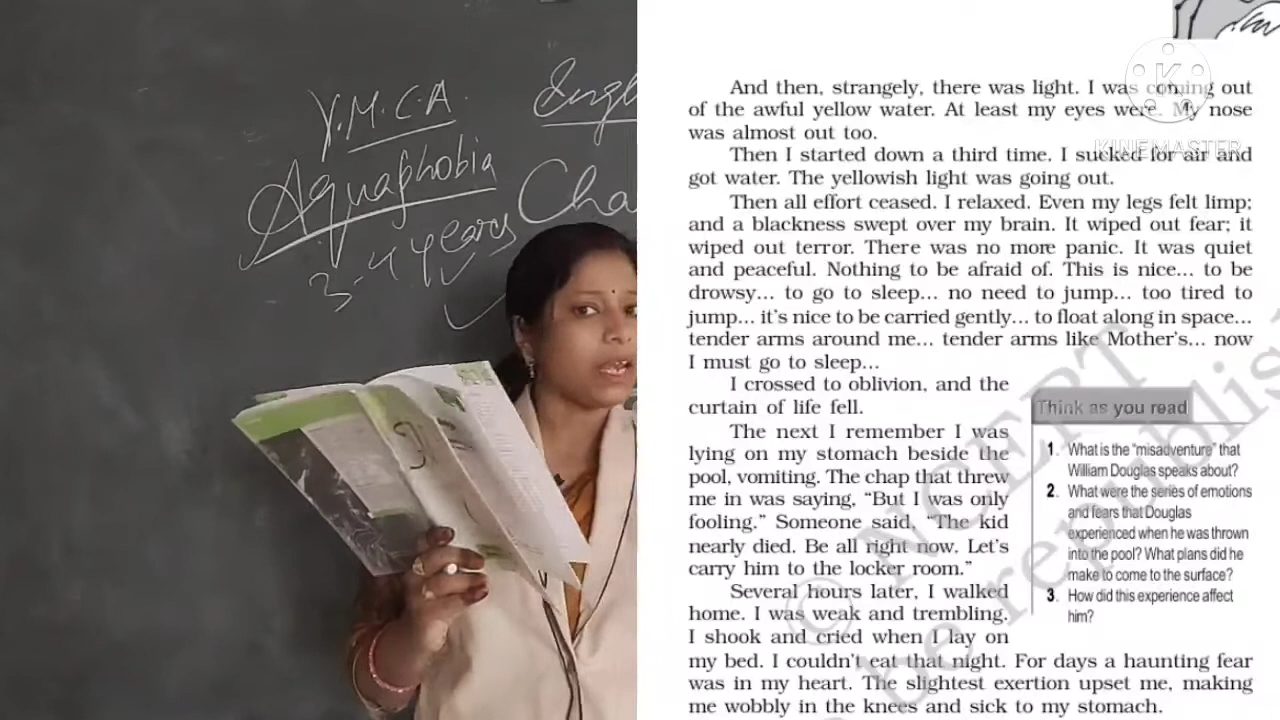 Y.M.C.A.
Aquaphobia
3-4 years
And then, strangely, there was light. I was coming out
of the awful yellow water. At least my eyes were. My nose
was almost out too.
Then I started down a third time. I sucked for air and
got water. The yellowish light was going out.
Then all effort ceased. I relaxed. Even my legs felt limp;
and a blackness swept over my brain. It wiped out fear; it
wiped out terror. There was no more panic. It was quiet
and peaceful. Nothing to be afraid of. This is nice... to be
drowsy... to go to sleep... no need to jump... too tired to
jump... it's nice to be carried gently... to float along in space...
tender arms around me... tender arms like Mother's... now
I must go to sleep...
I crossed to oblivion, and the
curtain of life fell.
The next I remember I was
lying on my stomach beside the
pool, vomiting. The chap that threw
me in was saying, “But I was only
fooling.” Someone said, “The kid
nearly died. Be all right now. Let's
carry him to the locker room.”
Several hours later, I walked
home. I was weak and trembling.
I shook and cried when I lay on
my bed. I couldn't eat that night. For days a haunting fear
was in my heart. The slightest exertion upset me, making
me wobbly in the knees and sick to my stomach.
Think as you read
1. What is the “misadventure” that
William Douglas speaks about?
2. What were the series of emotions
and fears that Douglas
experienced when he was thrown
into the pool? What plans did he
make to come to the surface?
3. How did this experience affect
him?
© NCERT
be republis
KINEMASTER